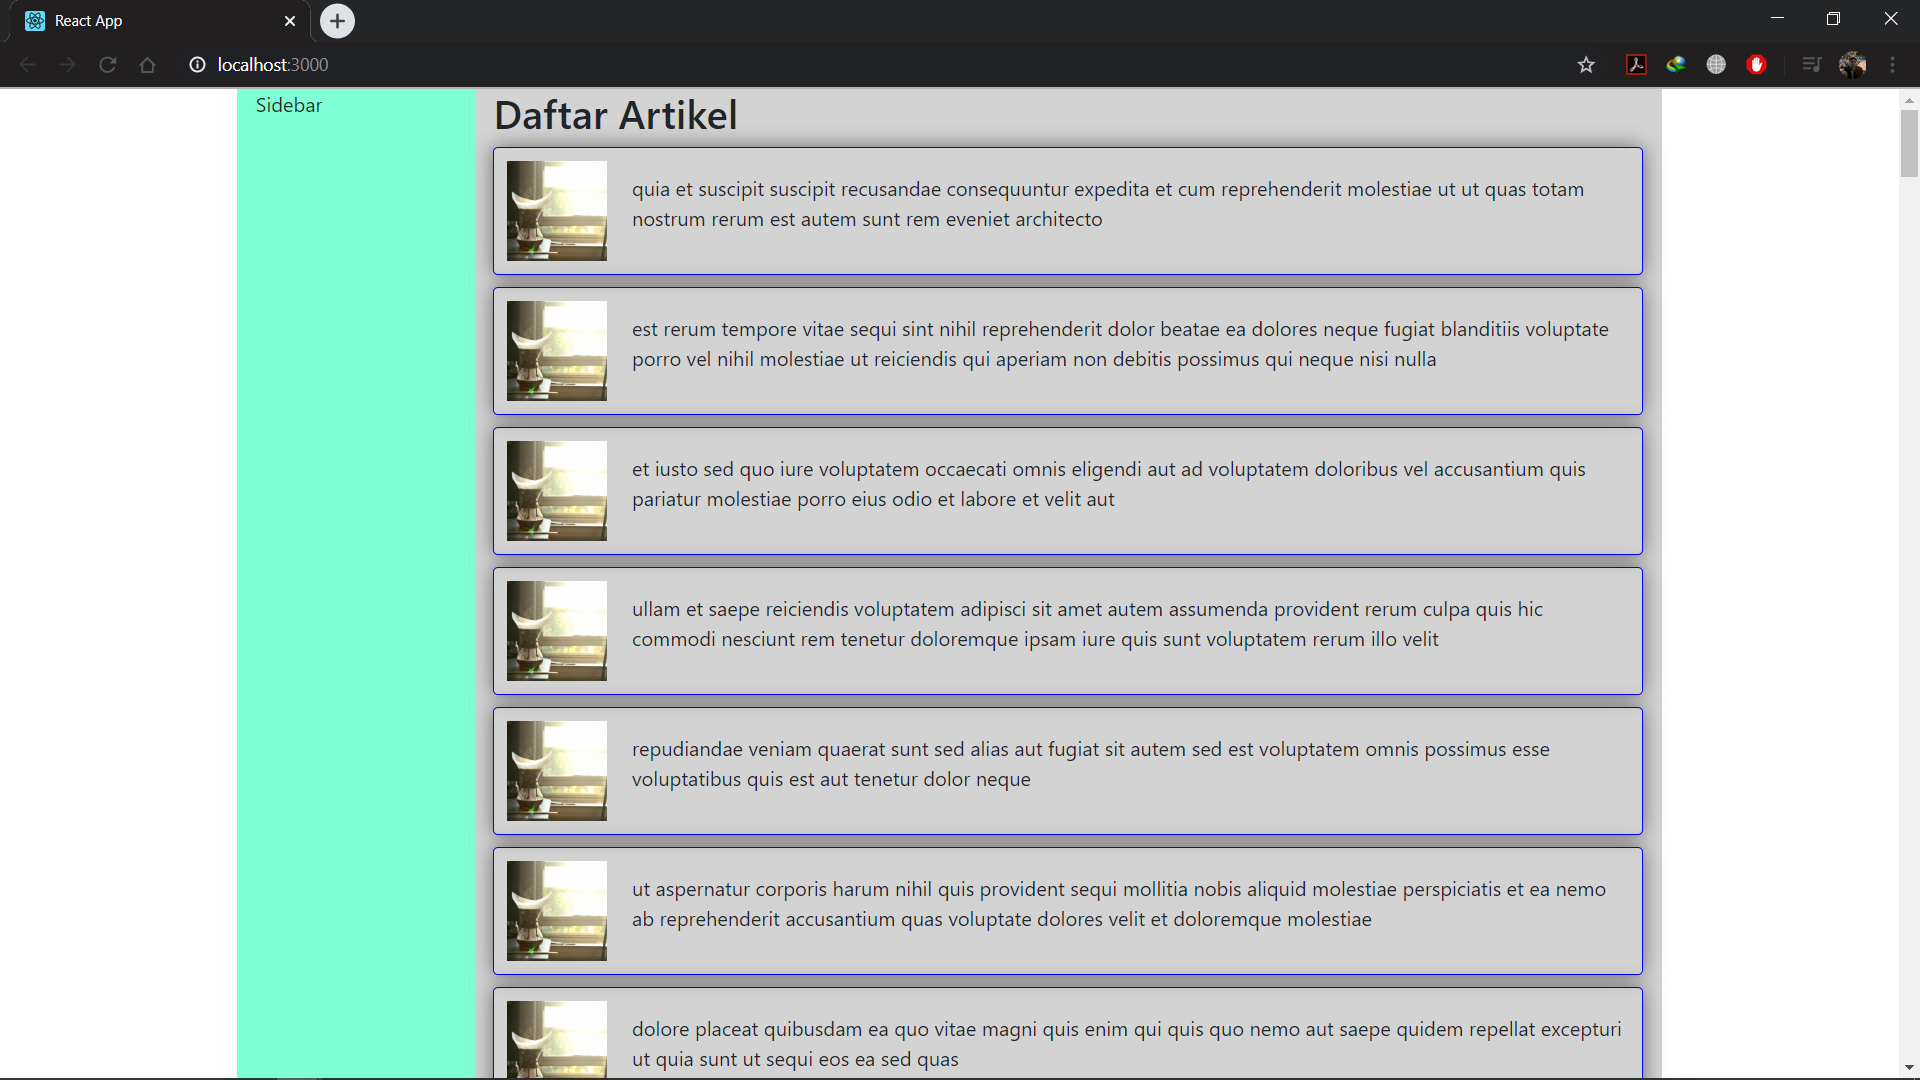 React App
localhost:3000
Sidebar
Daftar Artikel
quia et suscipit suscipit recusandae consequuntur expedita et cum reprehenderit molestiae ut ut quas totam
nostrum rerum est autem sunt rem eveniet architecto
est rerum tempore vitae sequi sint nihil reprehenderit dolor beatae ea dolores neque fugiat blanditiis voluptate
porro vel nihil molestiae ut reiciendis qui aperiam non debitis possimus qui neque nisi nulla
et iusto sed quo iure voluptatem occaecati omnis eligendi aut ad voluptatem doloribus vel accusantium quis
pariatur molestiae porro eius odio et labore et velit aut
ullam et saepe reiciendis voluptatem adipisci sit amet autem assumenda provident rerum culpa quis hic
commodi nesciunt rem tenetur doloremque ipsam iure quis sunt voluptatem rerum illo velit
repudiandae veniam quaerat sunt sed alias aut fugiat sit autem sed est voluptatem omnis possimus esse
voluptatibus quis est aut tenetur dolor neque
ut aspernatur corporis harum nihil quis provident sequi mollitia nobis aliquid molestiae perspiciatis et ea nemo
ab reprehenderit accusantium quas voluptate dolores velit et doloremque molestiae
dolore placeat quibusdam ea quo vitae magni quis enim qui quis quo nemo aut saepe quidem repellat excepturi
ut quia sunt ut sequi eos ea sed quas